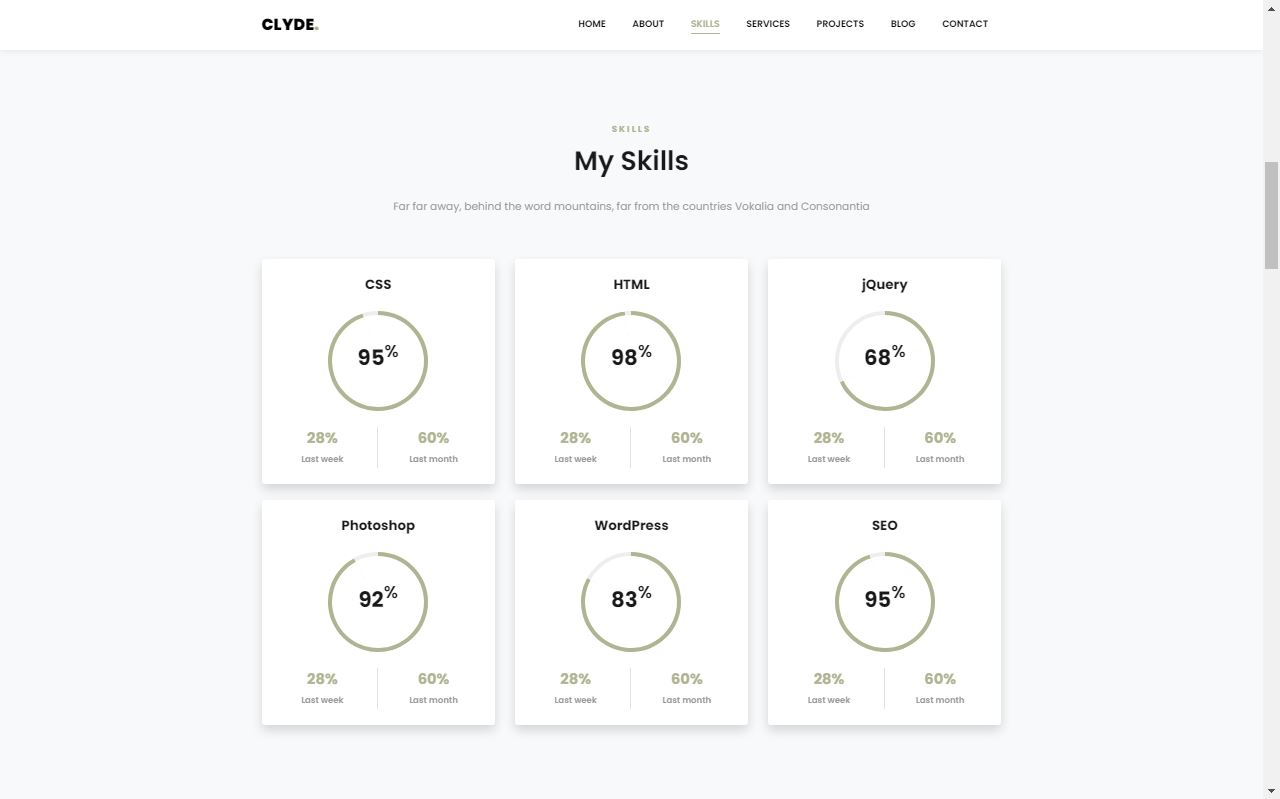 CLYDE.
HOME ABOUT SKILLS SERVICES PROJECTS BLOG CONTACT
SKILLS
My Skills
Far far away, behind the word mountains, far from the countries Vokalia and Consonantia
CSS
95%
28% 60%
Last week Last month
HTML
98%
28% 60%
Last week Last month
jQuery
68%
28% 60%
Last week Last month
Photoshop
92%
28% 60%
Last week Last month
WordPress
83%
28% 60%
Last week Last month
SEO
95%
28% 60%
Last week Last month